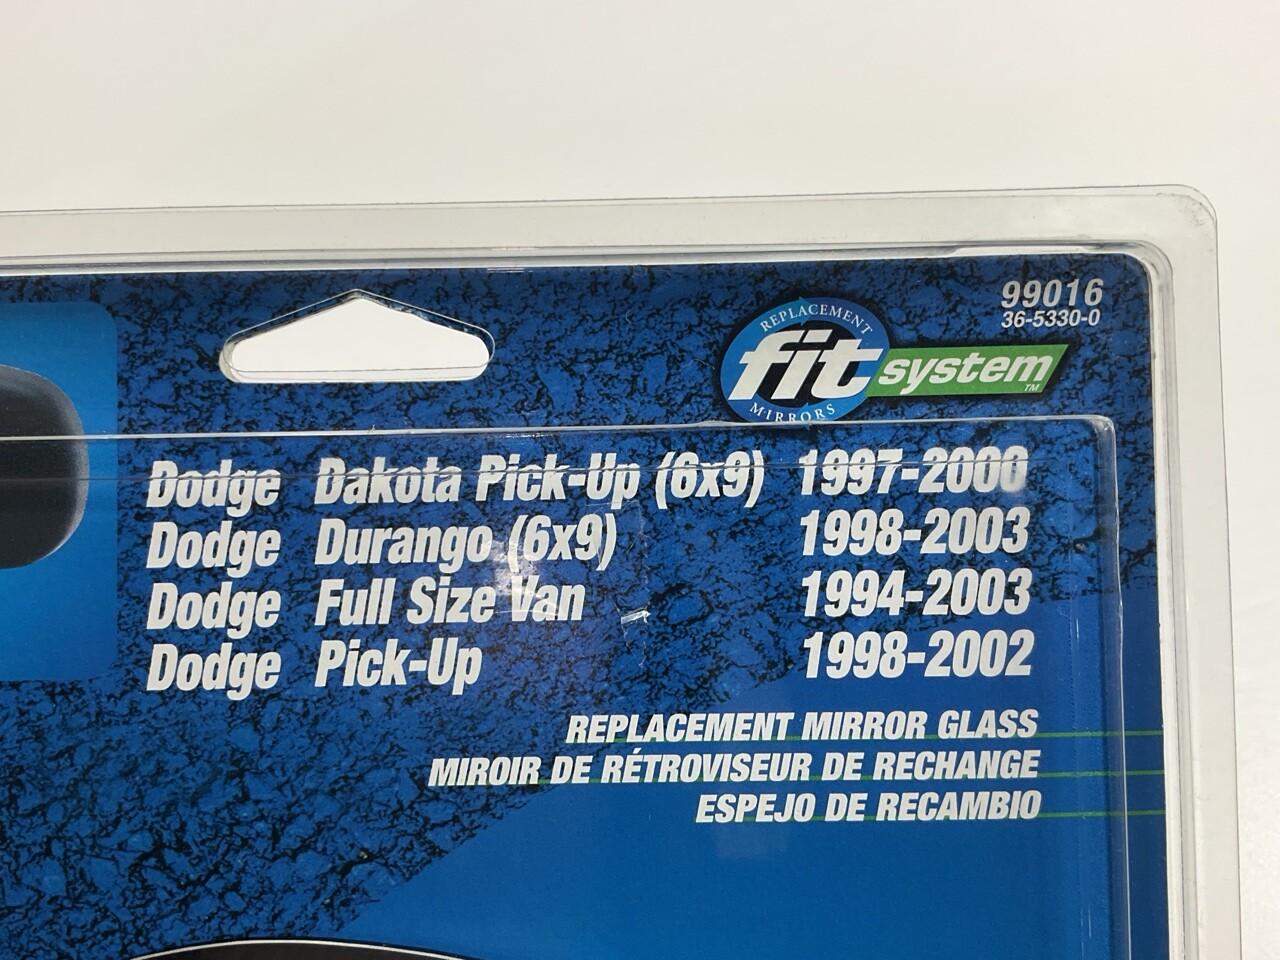 99016
36-5330-0
REPLACEMENT
fit system™
MIRRORS
Dodge Dakota Pick-Up (6x9) 1997-2000
Dodge Durango (6x9) 1998-2003
Dodge Full Size Van 1994-2003
Dodge Pick-Up 1998-2002
REPLACEMENT MIRROR GLASS
MIROIR DE RÉTROVISEUR DE RECHANGE
ESPEJO DE RECAMBIO